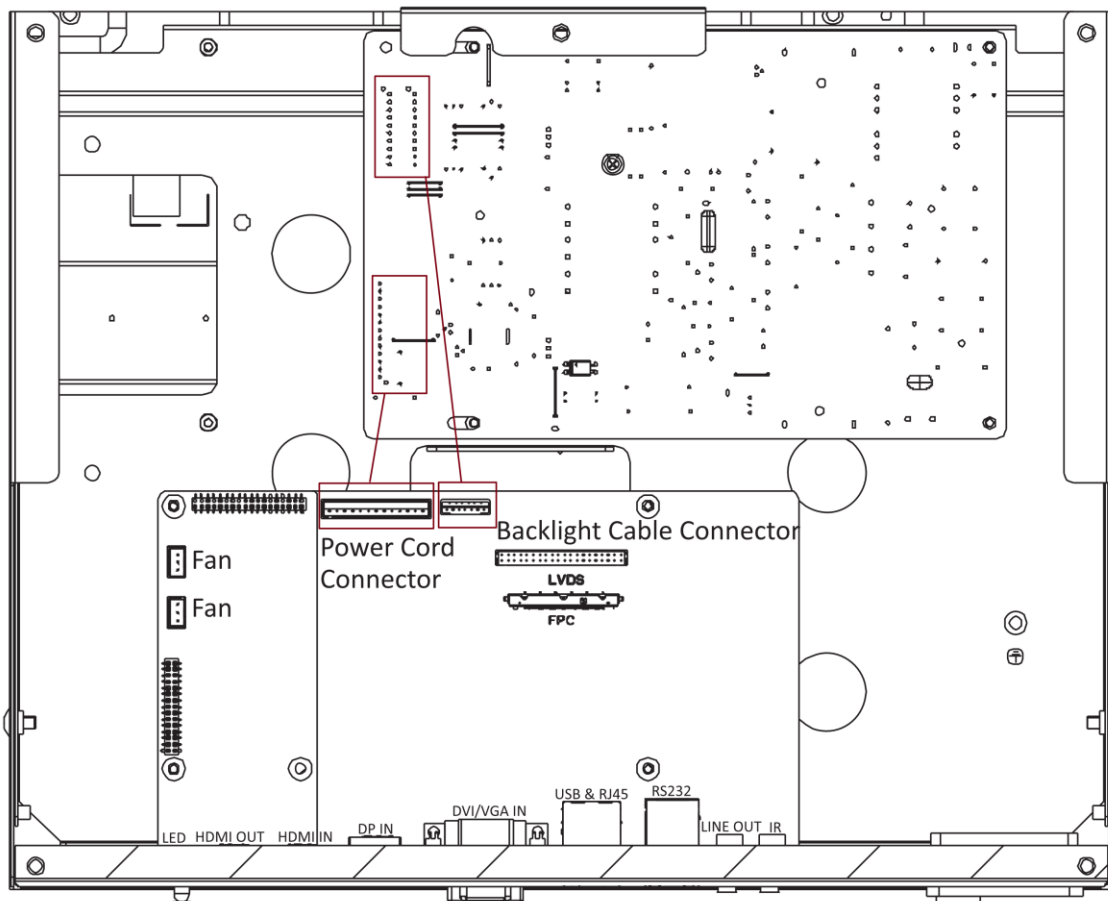 Backlight Cable Connector
Power Cord
Connector
Fan
LVDS
Fan
FPC
USB & RJ45
RS232
DVI/VGA IN
LED
HDMI OUT
HDMI IN
DP IN
LINE OUT
IR